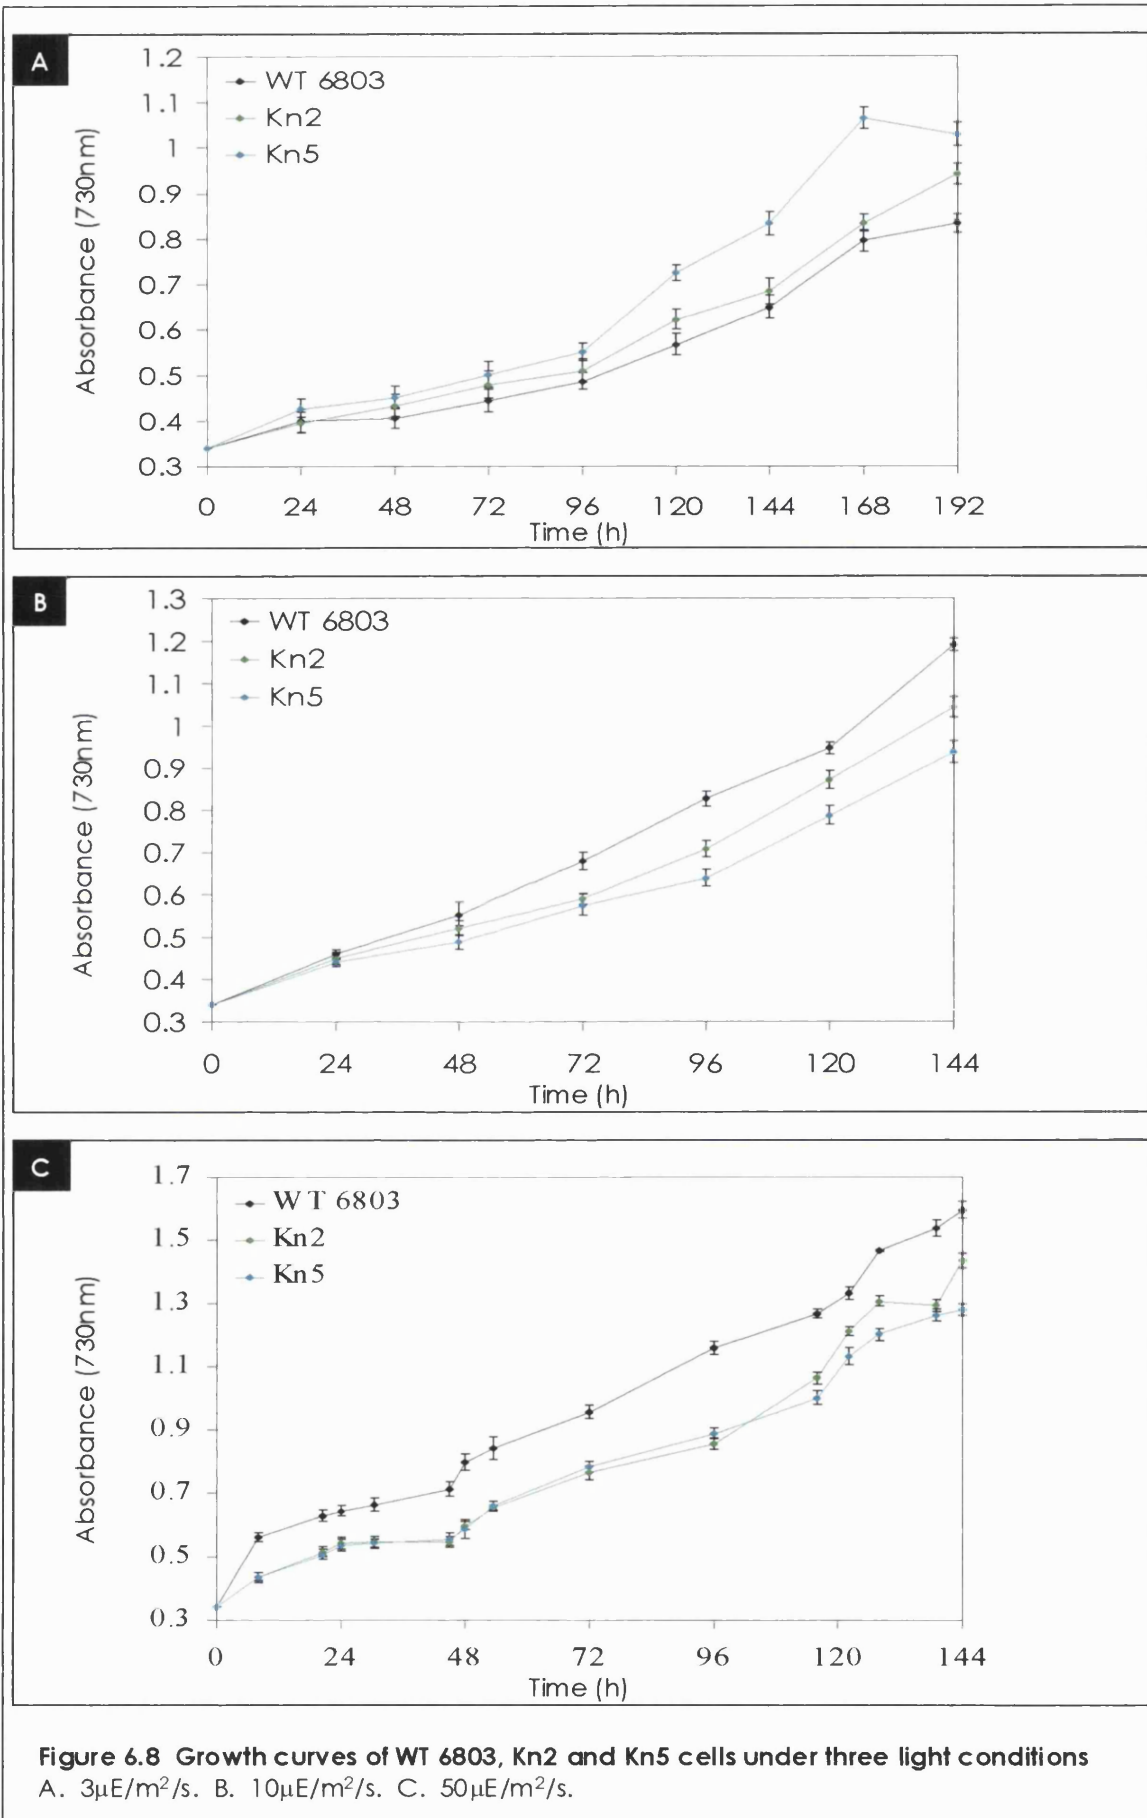 A
Absorbance (730nm)
1.2
1.1
1
0.9
0.8
0.7
0.6
0.5
0.4
0.3
WT 6803
Kn2
Kn5
0 24 48 72 96 120 144 168 192
Time (h)
B
Absorbance (730nm)
1.3
1.2
1.1
1
0.9
0.8
0.7
0.6
0.5
0.4
0.3
WT 6803
Kn2
Kn5
0 24 48 72 96 120 144
Time (h)
C
Absorbance (730nm)
1.7
1.5
1.3
1.1
0.9
0.7
0.5
0.3
WT 6803
Kn2
Kn5
0 24 48 72 96 120 144
Time (h)
Figure 6.8 Growth curves of WT 6803, Kn2 and Kn5 cells under three light conditions
A. 3µE/m²/s. B. 10µE/m²/s. C. 50µE/m²/s.